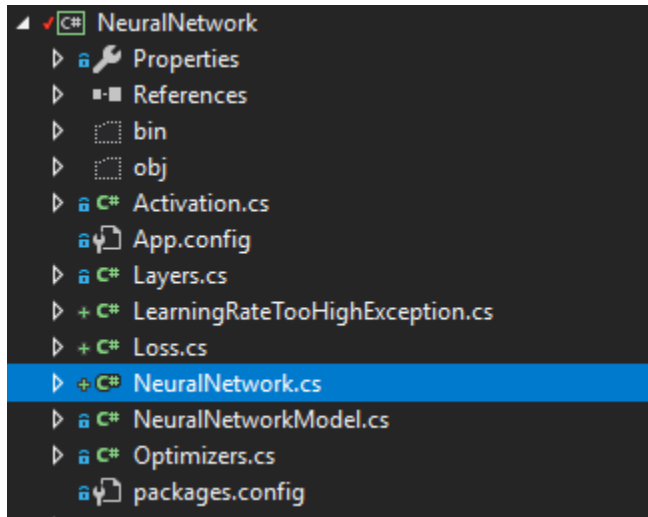 C# NeuralNetwork
Properties
References
bin
obj
C# Activation.cs
App.config
C# Layers.cs
+ C# LearningRateTooHighException.cs
+ C# Loss.cs
+ C# NeuralNetwork.cs
C# NeuralNetworkModel.cs
C# Optimizers.cs
packages.config